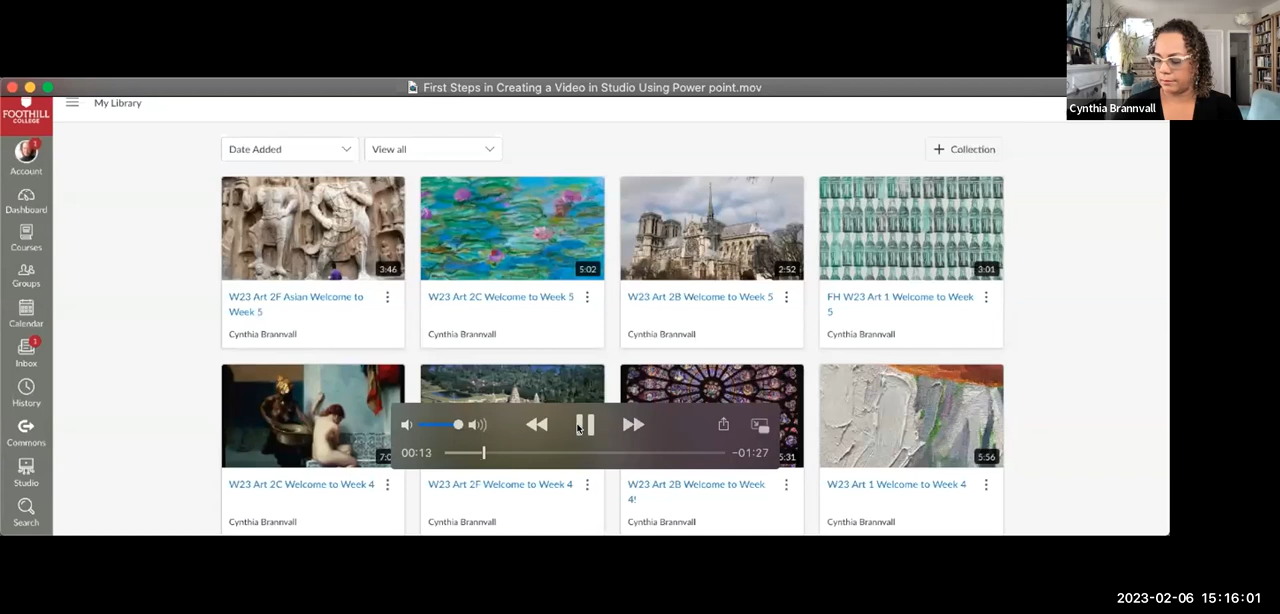 Cynthia Brannvall
First Steps in Creating a Video in Studio Using Power point.mov
FOOTHILL
COLLEGE
My Library
1
Account
Dashboard
Courses
Groups
Calendar
1
Inbox
History
Commons
Studio
Search
Date Added
View all
+ Collection
3:46
5:02
2:52
3:01
W23 Art 2F Asian Welcome to
Week 5
Cynthia Brannvall
W23 Art 2C Welcome to Week 5
Cynthia Brannvall
W23 Art 2B Welcome to Week 5
Cynthia Brannvall
FH W23 Art 1 Welcome to Week
5
Cynthia Brannvall
7:0
5:31
5:56
00:13
−01:27
W23 Art 2C Welcome to Week 4
Cynthia Brannvall
W23 Art 2F Welcome to Week 4
Cynthia Brannvall
W23 Art 2B Welcome to Week
4!
Cynthia Brannvall
W23 Art 1 Welcome to Week 4
Cynthia Brannvall
2023-02-06 15:16:01